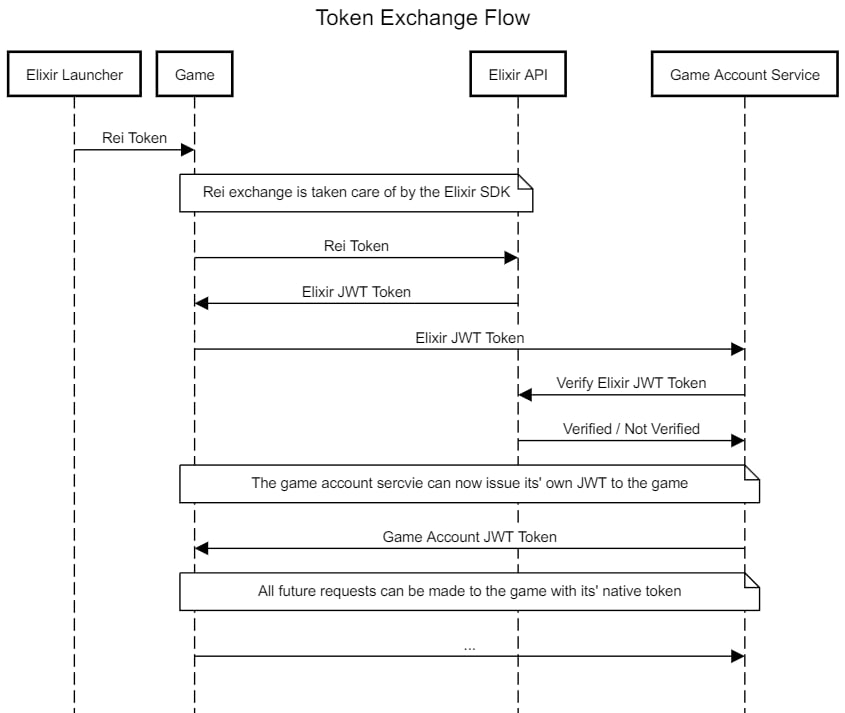 Token Exchange Flow
Elixir Launcher
Game
Elixir API
Game Account Service
Rei Token
Rei exchange is taken care of by the Elixir SDK
Rei Token
Elixir JWT Token
Elixir JWT Token
Verify Elixir JWT Token
Verified / Not Verified
The game account sercvie can now issue its' own JWT to the game
Game Account JWT Token
All future requests can be made to the game with its' native token
...